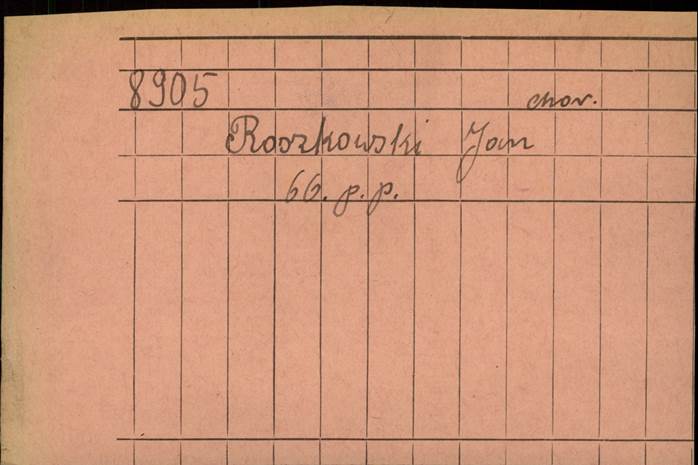 8905 chor.
Roszkowski Jan
66. p. p.